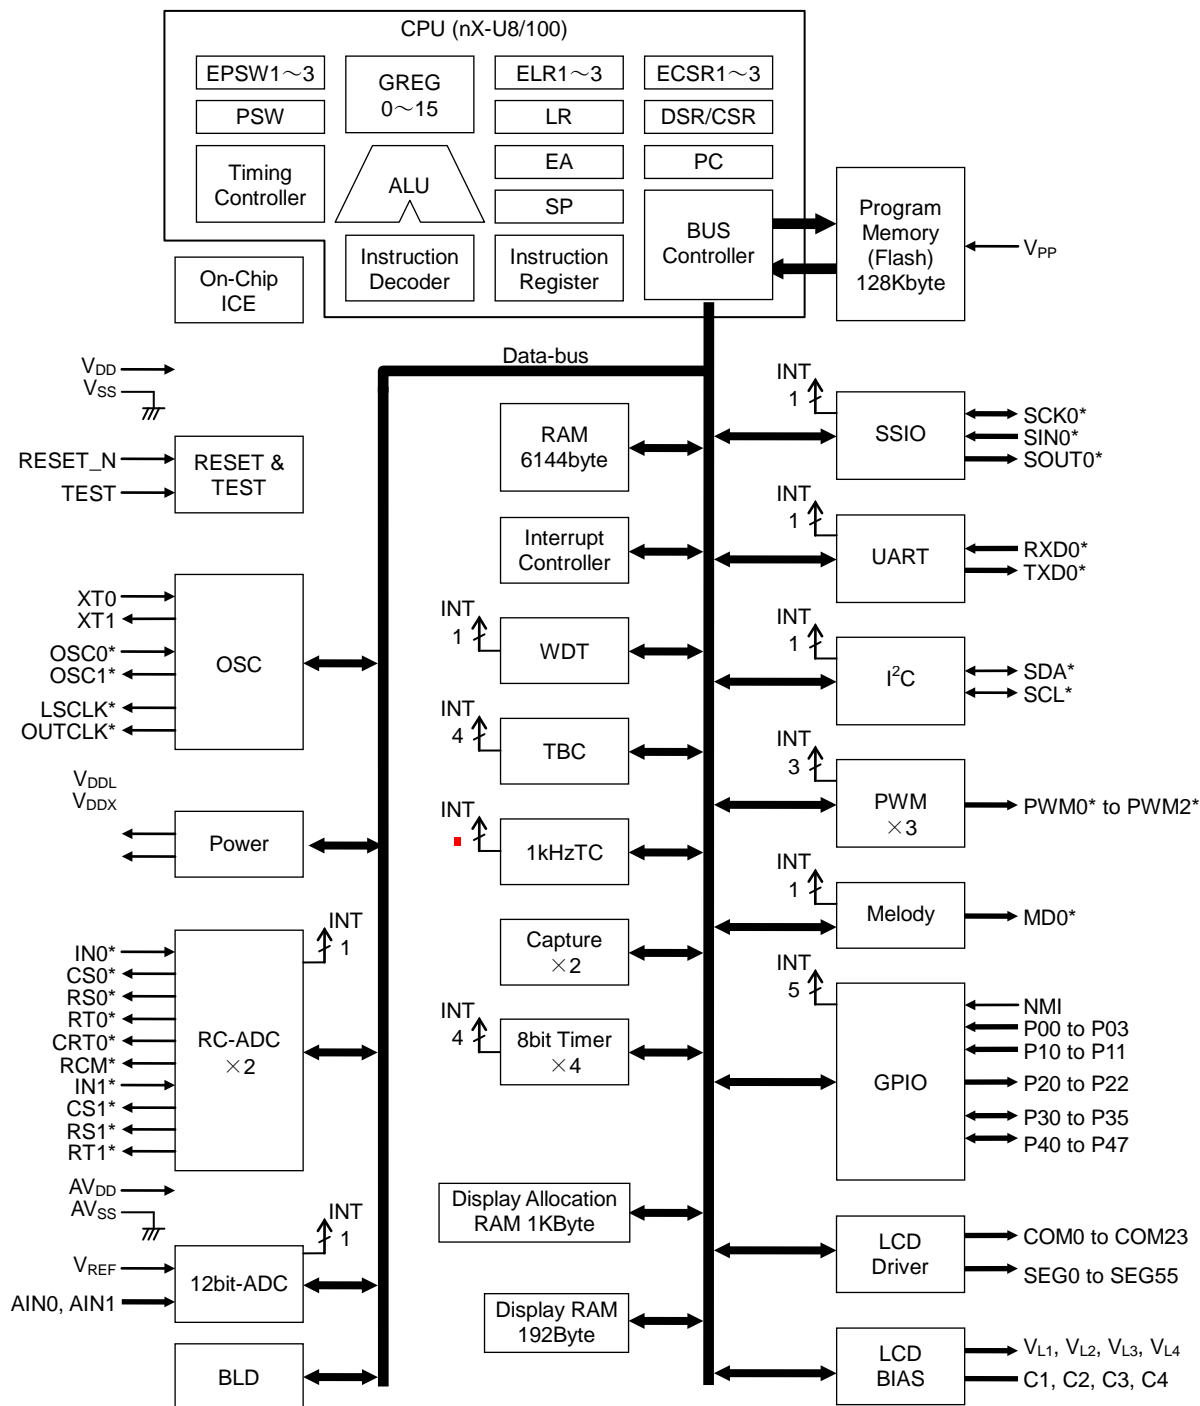 CPU (nX-U8/100)
EPSW1～3
GREG
0～15
ELR1～3
ECSR1～3
PSW
LR
DSR/CSR
Timing
Controller
ALU
EA
PC
SP
BUS
Controller
Instruction
Decoder
Instruction
Register
Program
Memory
(Flash)
128Kbyte
VPP
On-Chip
ICE
Data-bus
VDD
VSS
RESET_N
TEST
RESET &
TEST
XT0
XT1
OSC0*
OSC1*
LSCLK*
OUTCLK*
OSC
VDDL
VDDX
Power
INT
1
IN0*
CS0*
RS0*
RT0*
CRT0*
RCM*
IN1*
CS1*
RS1*
RT1*
RC-ADC
×2
AVDD
AVSS
INT
1
VREF
AIN0, AIN1
12bit-ADC
BLD
RAM
6144byte
Interrupt
Controller
INT
1
WDT
INT
4
TBC
INT
1kHzTC
Capture
×2
INT
4
8bit Timer
×4
Display Allocation
RAM 1KByte
Display RAM
192Byte
INT
1
SSIO
SCK0*
SIN0*
SOUT0*
INT
1
UART
RXD0*
TXD0*
INT
1
I²C
SDA*
SCL*
INT
3
PWM
×3
PWM0* to PWM2*
INT
1
Melody
MD0*
INT
5
GPIO
NMI
P00 to P03
P10 to P11
P20 to P22
P30 to P35
P40 to P47
LCD
Driver
COM0 to COM23
SEG0 to SEG55
LCD
BIAS
VL1, VL2, VL3, VL4
C1, C2, C3, C4